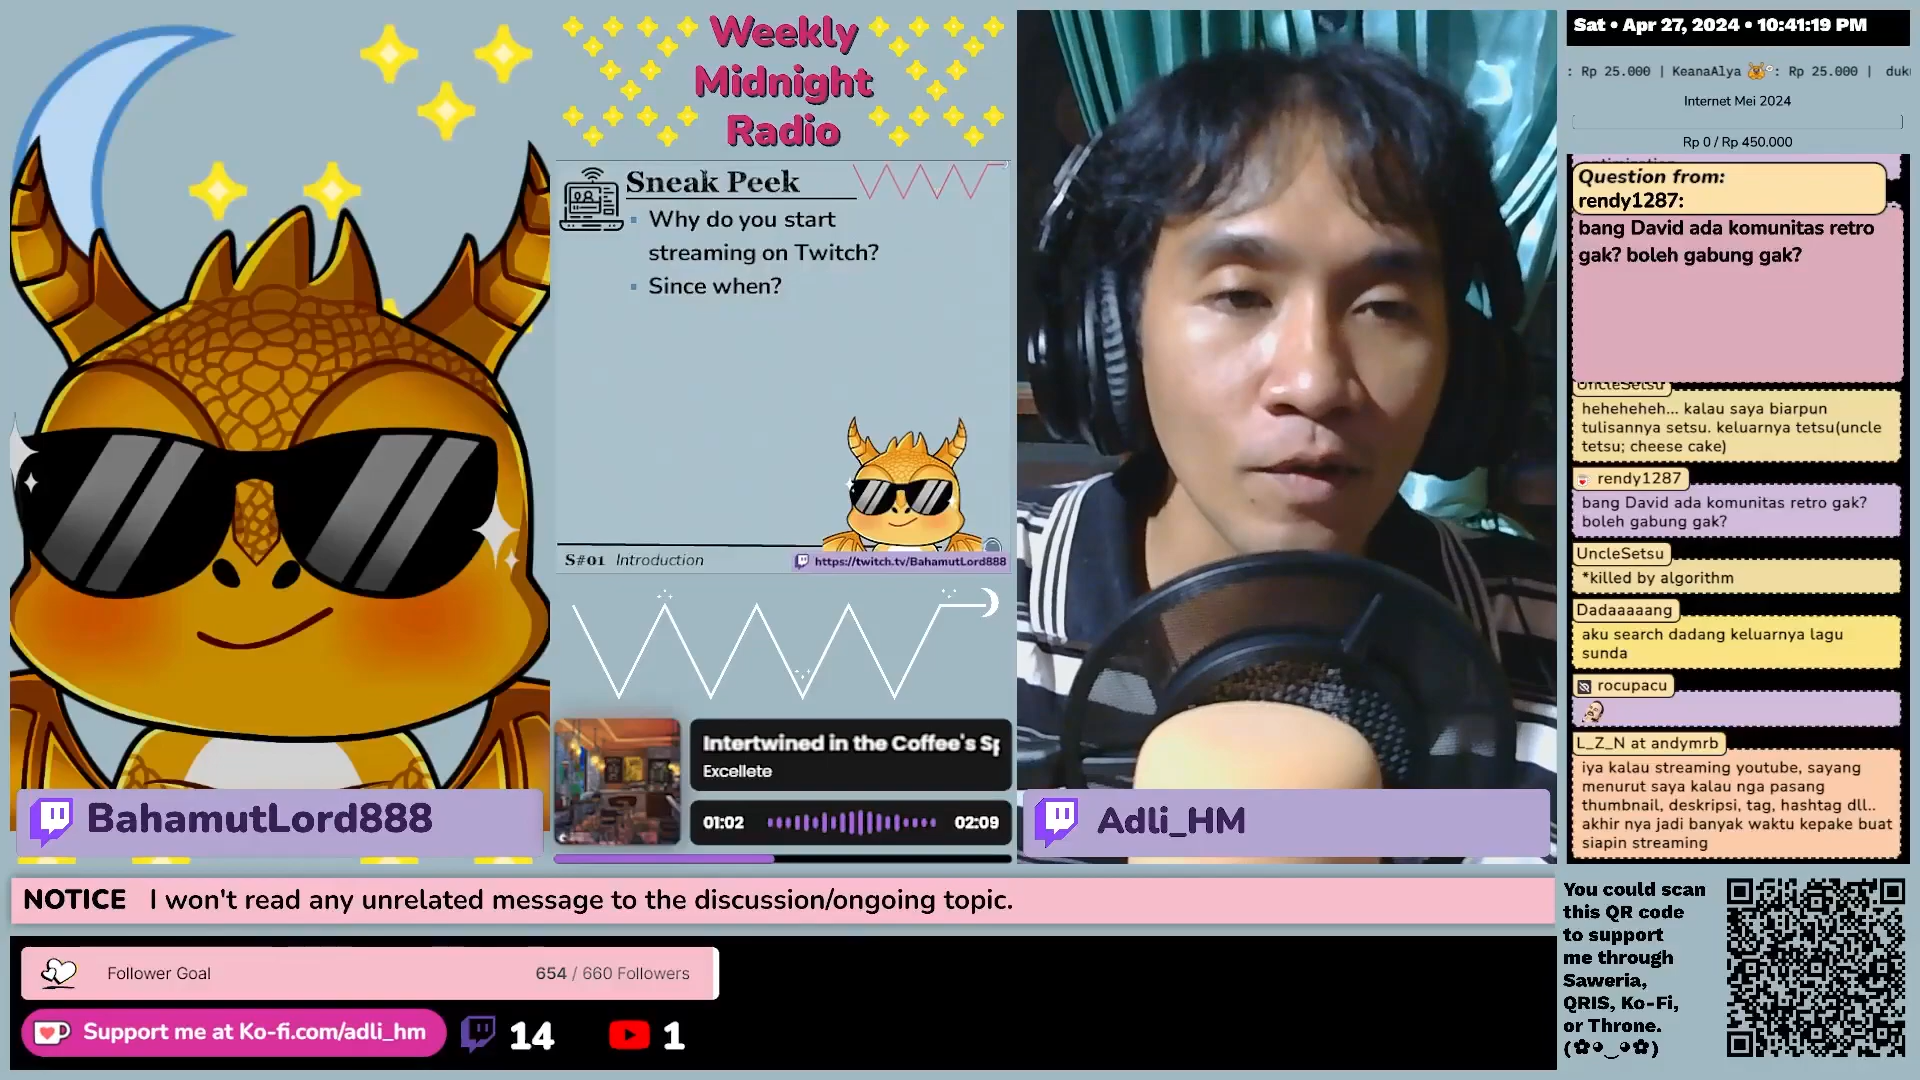 Weekly
Midnight
Radio
Sneak Peek
Why do you start
streaming on Twitch?
Since when?
S#01 Introduction
https://twitch.tv/BahamutLord888
Intertwined in the Coffee's
Excellete
01:02
02:09
BahamutLord888
Adli_HM
Sat • Apr 27, 2024 • 10:41:19 PM
: Rp 25.000 | KeanaAlya : Rp 25.000 |
Internet Mei 2024
Rp 0 / Rp 450.000
Question from:
rendy1287:
bang David ada komunitas retro
gak? boleh gabung gak?
UncleSetsu
heheheheh... kalau saya biarpun
tulisannya setsu. keluarnya tetsu(uncle
tetsu; cheese cake)
rendy1287
bang David ada komunitas retro gak?
boleh gabung gak?
UncleSetsu
*killed by algorithm
Dadaaaaang
aku search dadang keluarnya lagu
sunda
rocupacu
L_Z_N at andymrb
iya kalau streaming youtube, sayang
menurut saya kalau nga pasang
thumbnail, deskripsi, tag, hashtag dll..
akhir nya jadi banyak waktu kepake buat
siapin streaming
NOTICE I won't read any unrelated message to the discussion/ongoing topic.
Follower Goal
654 / 660 Followers
Support me at Ko-fi.com/adli_hm
14
1
You could scan
this QR code
to support
me through
Saweria,
QRIS, Ko-Fi,
or Throne.
(✿◕‿◕✿)